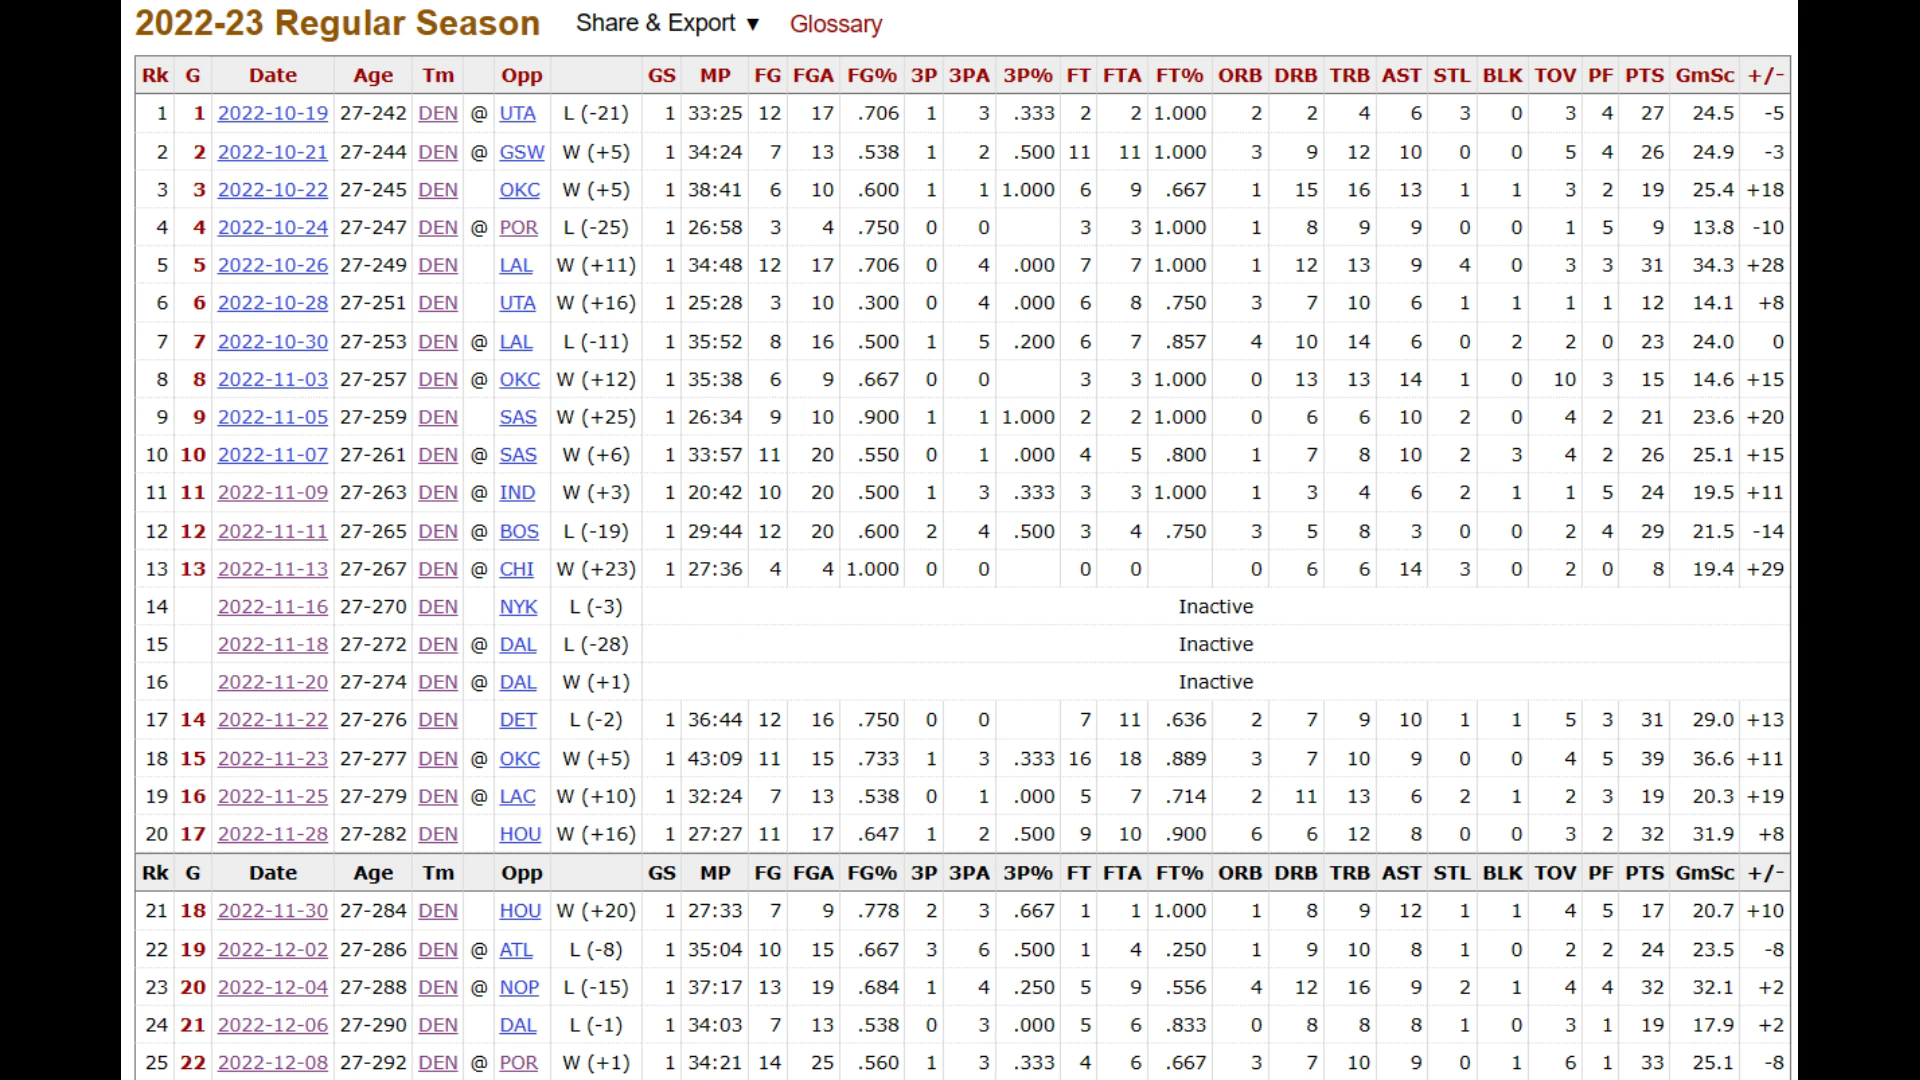 2022-23 Regular Season Share & Export ▼ Glossary
Rk G Date Age Tm Opp GS MP FG FGA FG% 3P 3PA 3P% FT FTA FT% ORB DRB TRB AST STL BLK TOV PF PTS GmSc +/-
1 1 2022-10-19 27-242 DEN @ UTA L (-21) 1 33:25 12 17 .706 1 3 .333 2 2 1.000 2 2 4 6 3 0 3 4 27 24.5 -5
2 2 2022-10-21 27-244 DEN @ GSW W (+5) 1 34:24 7 13 .538 1 2 .500 11 11 1.000 3 9 12 10 0 0 5 4 26 24.9 -3
3 3 2022-10-22 27-245 DEN OKC W (+5) 1 38:41 6 10 .600 1 1 1.000 6 9 .667 1 15 16 13 1 1 3 2 19 25.4 +18
4 4 2022-10-24 27-247 DEN @ POR L (-25) 1 26:58 3 4 .750 0 0 3 3 1.000 1 8 9 9 0 0 1 5 9 13.8 -10
5 5 2022-10-26 27-249 DEN LAL W (+11) 1 34:48 12 17 .706 0 4 .000 7 7 1.000 1 12 13 9 4 0 3 3 31 34.3 +28
6 6 2022-10-28 27-251 DEN UTA W (+16) 1 25:28 3 10 .300 0 4 .000 6 8 .750 3 7 10 6 1 1 1 1 12 14.1 +8
7 7 2022-10-30 27-253 DEN @ LAL L (-11) 1 35:52 8 16 .500 1 5 .200 6 7 .857 4 10 14 6 0 2 2 0 23 24.0 0
8 8 2022-11-03 27-257 DEN @ OKC W (+12) 1 35:38 6 9 .667 0 0 3 3 1.000 0 13 13 14 1 0 10 3 15 14.6 +15
9 9 2022-11-05 27-259 DEN SAS W (+25) 1 26:34 9 10 .900 1 1 1.000 2 2 1.000 0 6 6 10 2 0 4 2 21 23.6 +20
10 10 2022-11-07 27-261 DEN @ SAS W (+6) 1 33:57 11 20 .550 0 1 .000 4 5 .800 1 7 8 10 2 3 4 2 26 25.1 +15
11 11 2022-11-09 27-263 DEN @ IND W (+3) 1 20:42 10 20 .500 1 3 .333 3 3 1.000 1 3 4 6 2 1 1 5 24 19.5 +11
12 12 2022-11-11 27-265 DEN @ BOS L (-19) 1 29:44 12 20 .600 2 4 .500 3 4 .750 3 5 8 3 0 0 2 4 29 21.5 -14
13 13 2022-11-13 27-267 DEN @ CHI W (+23) 1 27:36 4 4 1.000 0 0 0 0 0 6 6 14 3 0 2 0 8 19.4 +29
14 2022-11-16 27-270 DEN NYK L (-3) Inactive
15 2022-11-18 27-272 DEN @ DAL L (-28) Inactive
16 2022-11-20 27-274 DEN @ DAL W (+1) Inactive
17 14 2022-11-22 27-276 DEN DET L (-2) 1 36:44 12 16 .750 0 0 7 11 .636 2 7 9 10 1 1 5 3 31 29.0 +13
18 15 2022-11-23 27-277 DEN @ OKC W (+5) 1 43:09 11 15 .733 1 3 .333 16 18 .889 3 7 10 9 0 0 4 5 39 36.6 +11
19 16 2022-11-25 27-279 DEN @ LAC W (+10) 1 32:24 7 13 .538 0 1 .000 5 7 .714 2 11 13 6 2 1 2 3 19 20.3 +19
20 17 2022-11-28 27-282 DEN HOU W (+16) 1 27:27 11 17 .647 1 2 .500 9 10 .900 6 6 12 8 0 0 3 2 32 31.9 +8
Rk G Date Age Tm Opp GS MP FG FGA FG% 3P 3PA 3P% FT FTA FT% ORB DRB TRB AST STL BLK TOV PF PTS GmSc +/-
21 18 2022-11-30 27-284 DEN HOU W (+20) 1 27:33 7 9 .778 2 3 .667 1 1 1.000 1 8 9 12 1 1 4 5 17 20.7 +10
22 19 2022-12-02 27-286 DEN @ ATL L (-8) 1 35:04 10 15 .667 3 6 .500 1 4 .250 1 9 10 8 1 0 2 2 24 23.5 -8
23 20 2022-12-04 27-288 DEN @ NOP L (-15) 1 37:17 13 19 .684 1 4 .250 5 9 .556 4 12 16 9 2 1 4 4 32 32.1 +2
24 21 2022-12-06 27-290 DEN DAL L (-1) 1 34:03 7 13 .538 0 3 .000 5 6 .833 0 8 8 8 1 0 3 1 19 17.9 +2
25 22 2022-12-08 27-292 DEN @ POR W (+1) 1 34:21 14 25 .560 1 3 .333 4 6 .667 3 7 10 9 0 1 6 1 33 25.1 -8